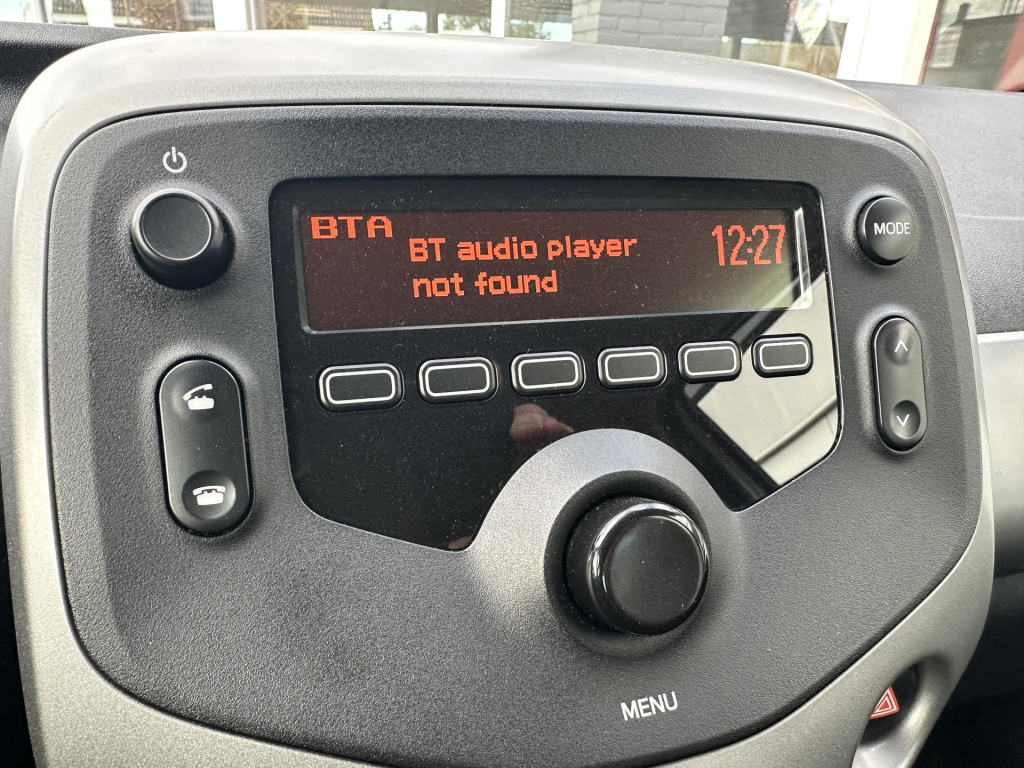 BTA
BT audio player
not found
12:27
MODE
MENU